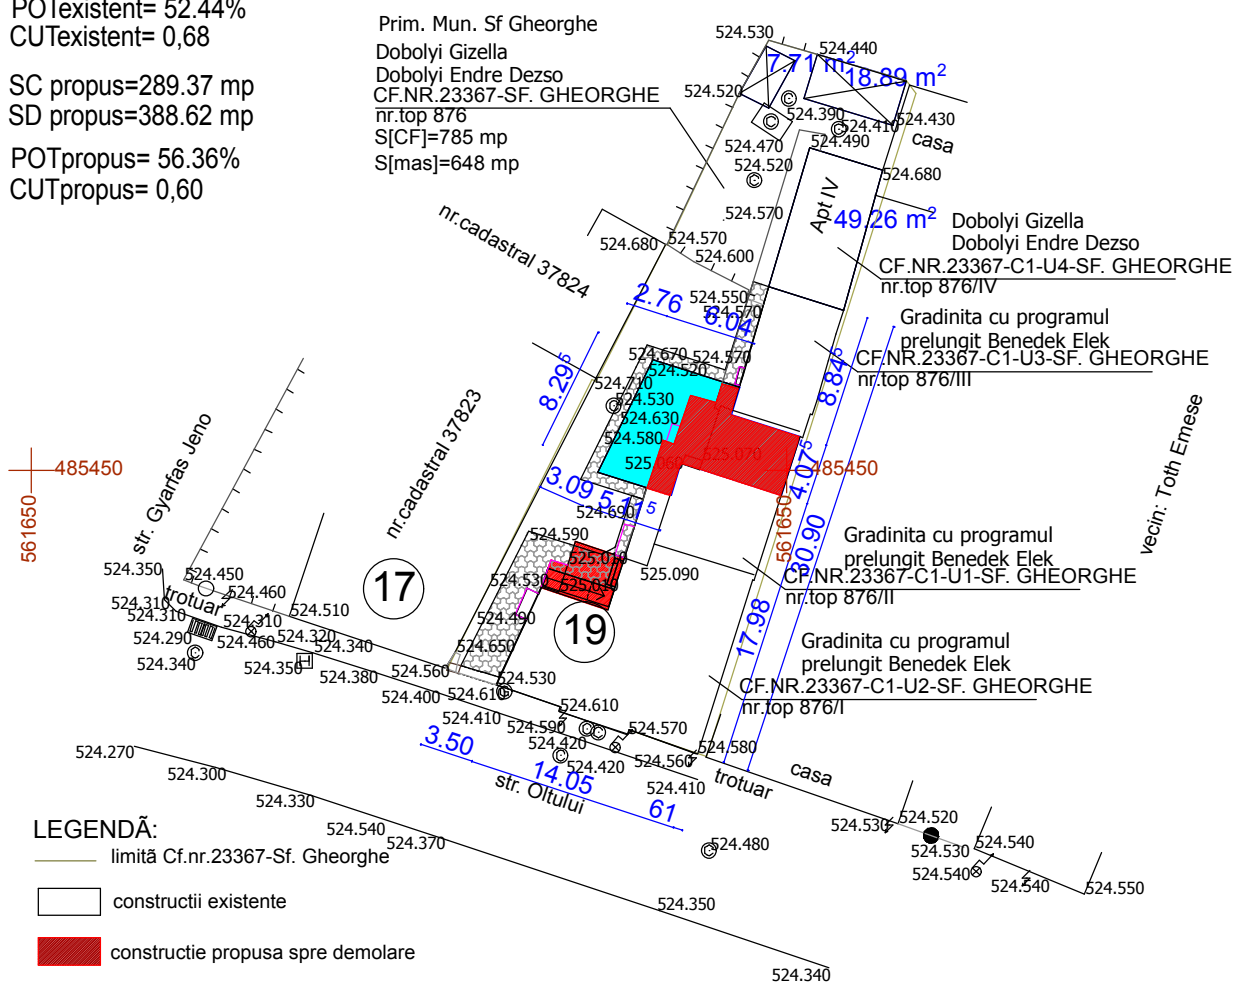 POTexistent= 52.44%
CUTexistent= 0,68
SC propus=289.37 mp
SD propus=388.62 mp
POTpropus= 56.36%
CUTpropus= 0,60
Prim. Mun. Sf Gheorghe
Dobolyi Gizella
Dobolyi Endre Dezso
CF.NR.23367-SF. GHEORGHE
nr.top 876
S[CF]=785 mp
S[mas]=648 mp
524.530
524.440
7.71 m²
18.89 m²
524.520
524.390
524.430
524.410
524.470
524.490
casa
524.520
524.680
Apt IV
524.570
49.26 m²
Dobolyi Gizella
Dobolyi Endre Dezso
CF.NR.23367-C1-U4-SF. GHEORGHE
nr.top 876/IV
nr.cadastral 37824
524.680
524.570
524.600
2.76
6.04
524.550
524.570
Gradinita cu programul
prelungit Benedek Elek
CF.NR.23367-C1-U3-SF. GHEORGHE
nr.top 876/III
524.670
524.570
524.520
8.29⁵
8.84⁵
524.710
524.530
524.630
524.580
525.060
525.070
485450
561650
485450
561650
4.07⁵
30.90
vecin: Toth Emese
str. Gyarfas Jeno
nr.cadastral 37823
3.09
5.11⁵
524.690
524.590
525.010
525.010
525.090
524.530
Gradinita cu programul
prelungit Benedek Elek
CF.NR.23367-C1-U1-SF. GHEORGHE
nr.top 876/II
17
19
524.350
524.450
trotuar
524.460
524.310
524.310
524.510
524.310
524.290
524.460
524.320
524.340
524.340
524.350
524.380
524.490
524.650
17.98
Gradinita cu programul
prelungit Benedek Elek
CF.NR.23367-C1-U2-SF. GHEORGHE
nr.top 876/I
524.560
524.530
524.400
524.610
524.410
524.610
524.590
524.570
524.420
524.420
524.560
524.580
524.410
trotuar
casa
3.50
14.05
61
str. Oltului
524.270
524.300
524.330
524.540
524.370
524.480
524.530
524.520
524.530
524.540
524.540
524.540
524.550
524.350
524.340
LEGENDÃ:
limitã Cf.nr.23367-Sf. Gheorghe
constructii existente
constructie propusa spre demolare